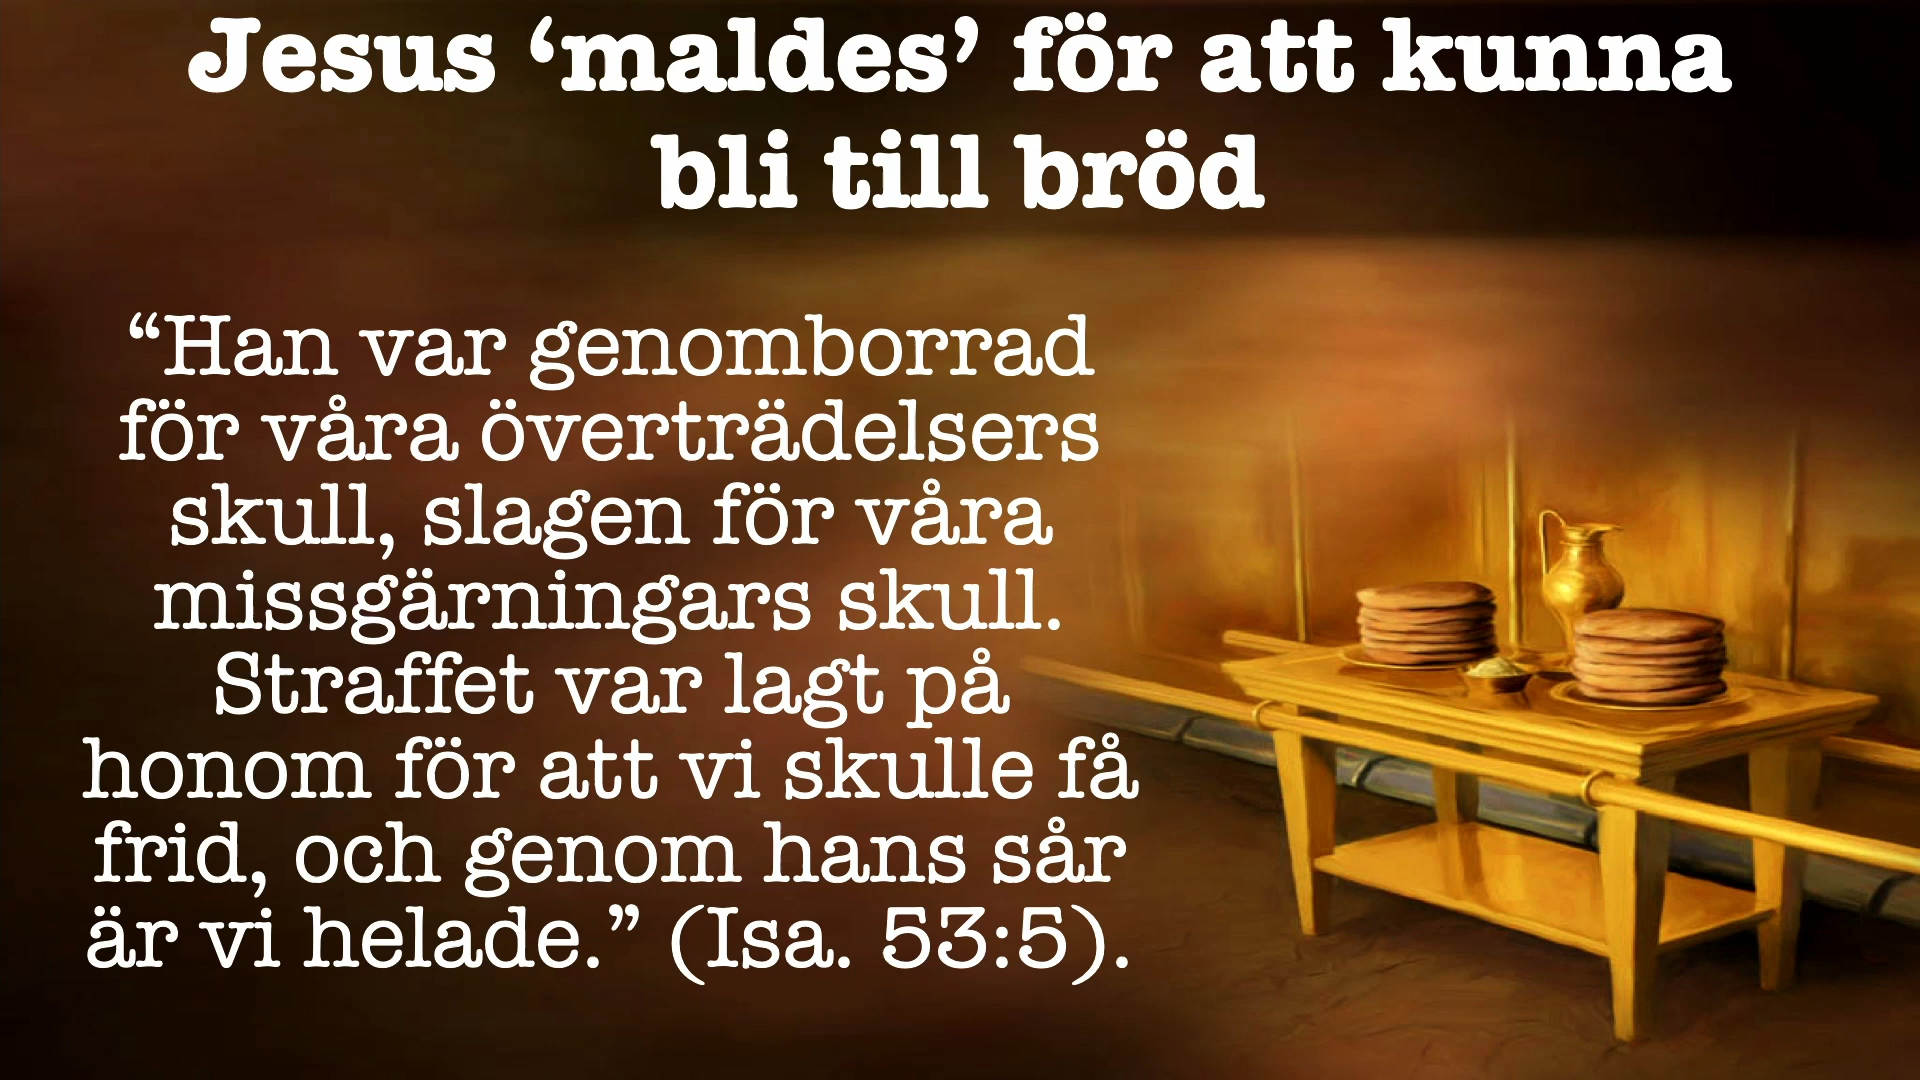 Jesus ‘maldes’ för att kunna
bli till bröd
“Han var genomborrad
för våra överträdelsers
skull, slagen för våra
missgärningars skull.
Straffet var lagt på
honom för att vi skulle få
frid, och genom hans sår
är vi helade.” (Isa. 53:5).